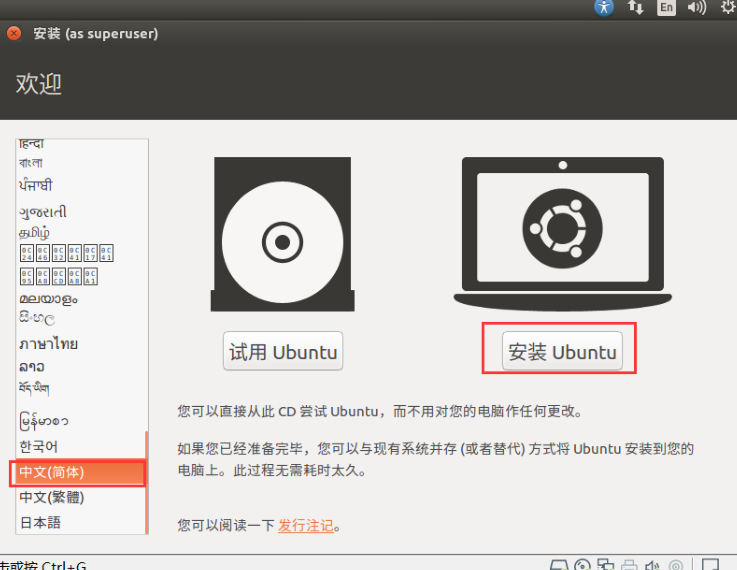 En
安装 (as superuser)
欢迎
हिन्दी
বাংলা
ਪੰਜਾਬੀ
ગુજરાતી
தமிழ்
മലയാളം
සිංහල
ภาษาไทย
ລາວ
བོད་ཡིག
မြန်မာစာ
한국어
中文(简体)
中文(繁體)
日本語
试用 Ubuntu
安装 Ubuntu
您可以直接从此 CD 尝试 Ubuntu，而不用对您的电脑作任何更改。
如果您已经准备完毕，您可以与现有系统并存 (或者替代) 方式将 Ubuntu 安装到您的
电脑上。此过程无需耗时太久。
您可以阅读一下 发行注记。
击或按 Ctrl+G